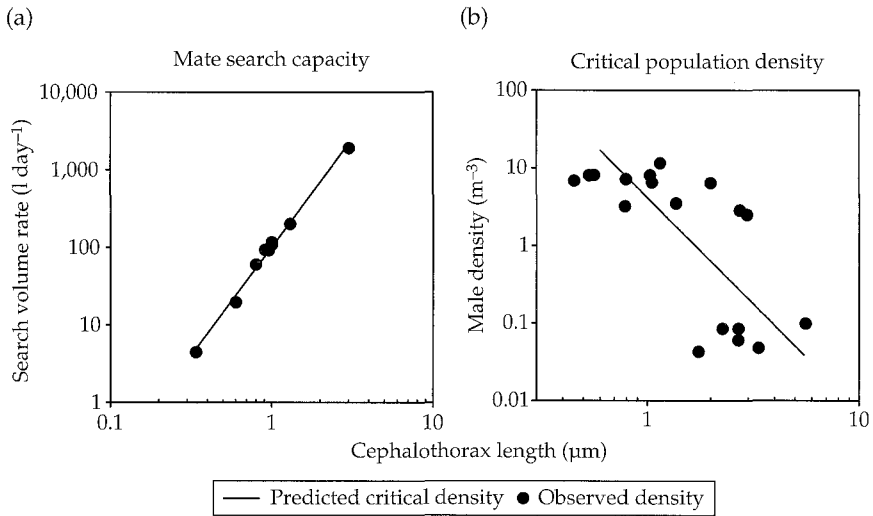 (a)
Mate search capacity
10,000
1,000
100
10
1
0.1
1
10
Search volume rate (l day⁻¹)
(b)
Critical population density
100
10
1
0.1
0.01
1
10
Male density (m⁻³)
Cephalothorax length (μm)
Predicted critical density
Observed density